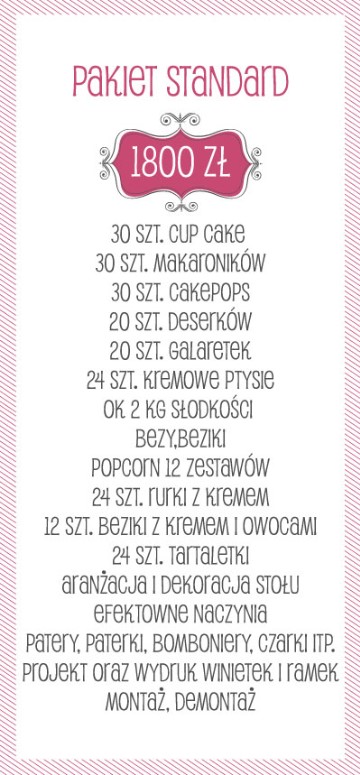 PAKIET STANDARD
1800 ZŁ
30 SZT. CUP CAKE
30 SZT. MAKARONIKÓW
30 SZT. CAKEPOPS
20 SZT. DESERKÓW
20 SZT. GALARETEK
24 SZT. KREMOWE PTYSIE
OK 2 KG SŁODKOŚCI
BEZY,BEZIKI
POPCORN 12 ZESTAWÓW
24 SZT. RURKI Z KREMEM
12 SZT. BEZIKI Z KREMEM I OWOCAMI
24 SZT. TARTALETKI
ARANŻACJA I DEKORACJA STOŁU
EFEKTOWNE NACZYNIA
PATERY, PATERKI, BOMBONIERY, CZARKI ITP.
PROJEKT ORAZ WYDRUK WINIETEK I RAMEK
MONTAŻ, DEMONTAŻ